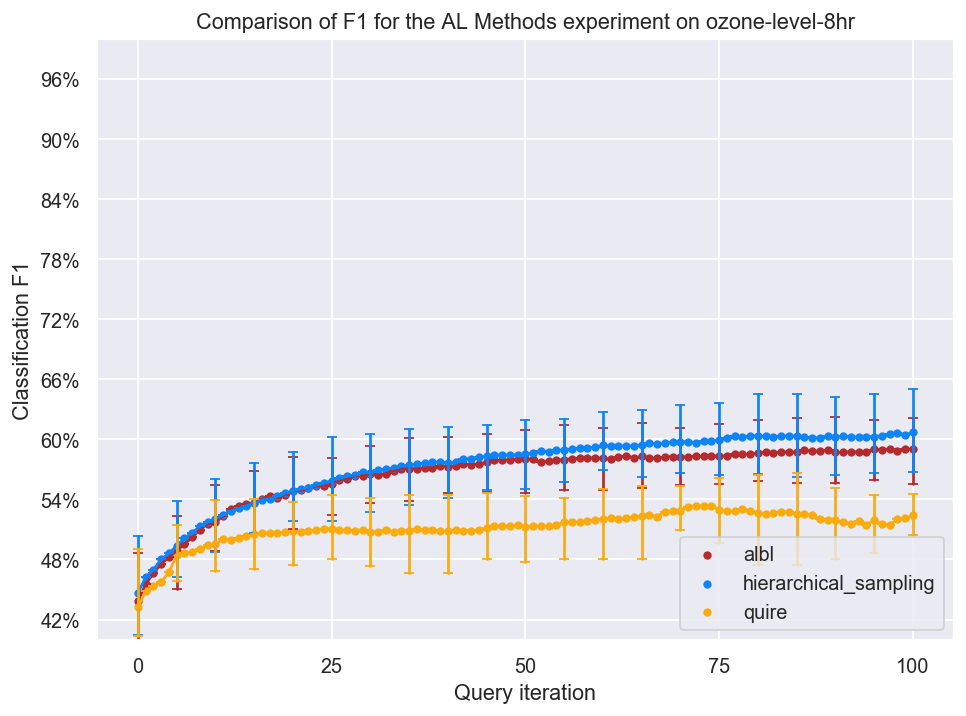 Comparison of F1 for the AL Methods experiment on ozone-level-8hr
Classification F1
96%
90%
84%
78%
72%
66%
60%
54%
48%
42%
albl
hierarchical_sampling
quire
0 25 50 75 100
Query iteration